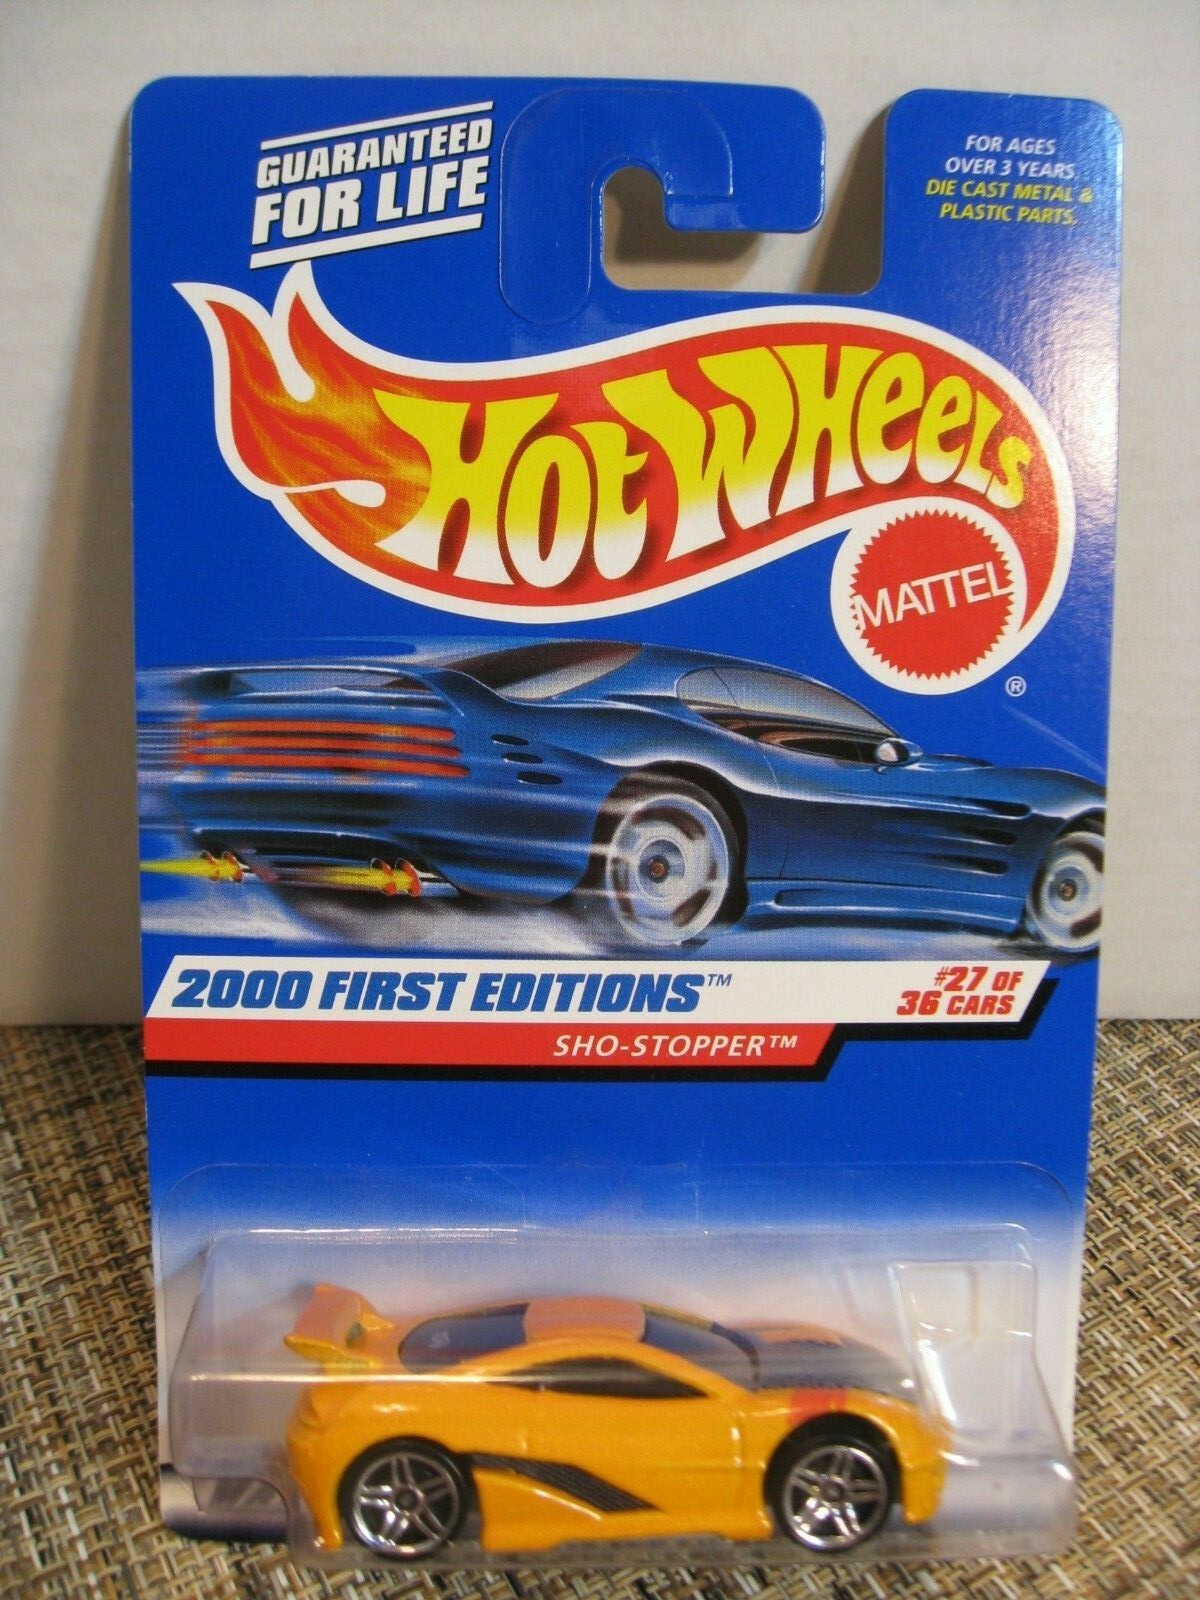 GUARANTEED
FOR LIFE
FOR AGES
OVER 3 YEARS.
DIE CAST METAL &
PLASTIC PARTS.
HOT WHEELS
MATTEL
®
2000 FIRST EDITIONS™
#27 OF
36 CARS
SHO-STOPPER™